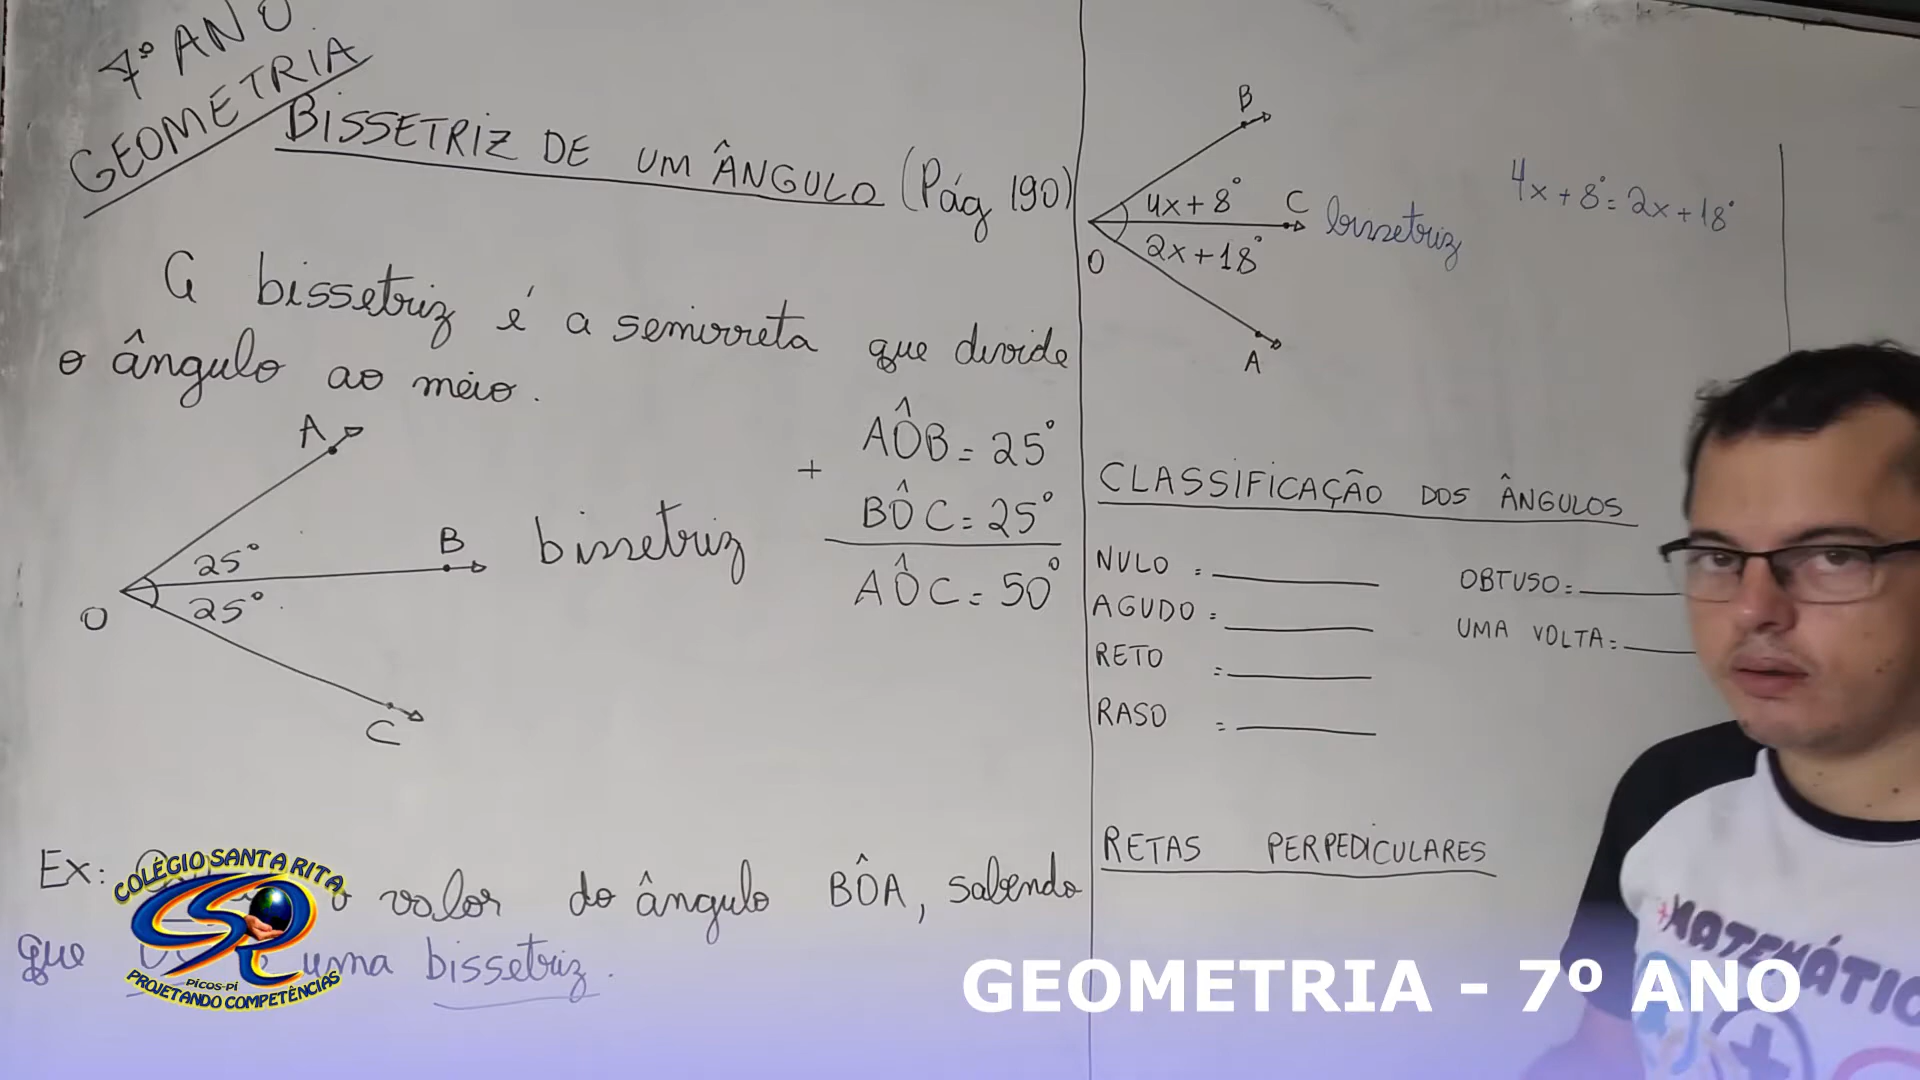 7º ANO
GEOMETRIA
BISSETRIZ DE UM ÂNGULO (Pág 190)
A bissetriz é a semirreta que divide
o ângulo ao meio.
A
25°
B
bissetriz
25°
O
C
+
AÔB = 25°
BÔC = 25°
AÔC = 50°
Ex:
valor do ângulo BÔA, sabendo
que
uma bissetriz.
B
4x + 8°
C
bissetriz
2x + 18°
O
A
4x + 8° = 2x + 18°
CLASSIFICAÇÃO DOS ÂNGULOS
NULO =
AGUDO =
RETO =
RASO =
OBTUSO =
UMA VOLTA =
RETAS PERPEDICULARES
COLÉGIO SANTA RITA
PICOS-PI
PROJETANDO COMPETÊNCIAS
GEOMETRIA - 7º ANO